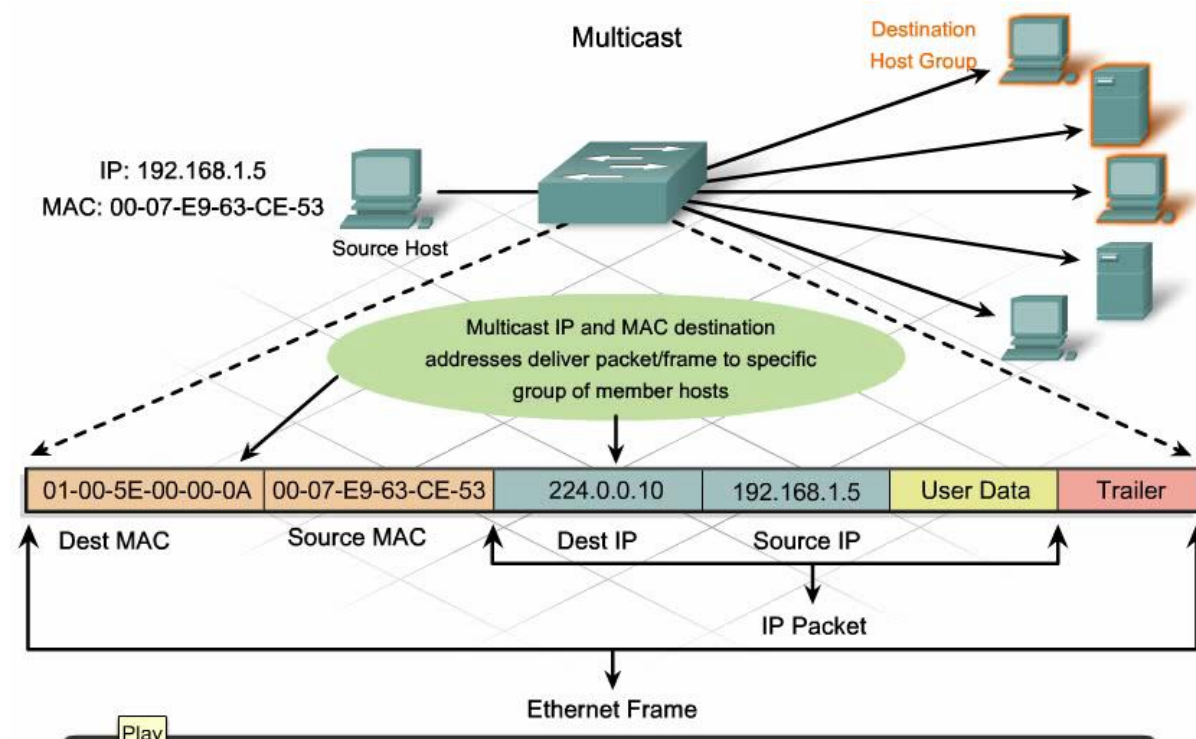 Multicast
Destination
Host Group
IP: 192.168.1.5
MAC: 00-07-E9-63-CE-53
Source Host
Multicast IP and MAC destination
addresses deliver packet/frame to specific
group of member hosts
01-00-5E-00-00-0A 00-07-E9-63-CE-53 224.0.0.10 192.168.1.5 User Data Trailer
Dest MAC Source MAC Dest IP Source IP
IP Packet
Ethernet Frame
Play